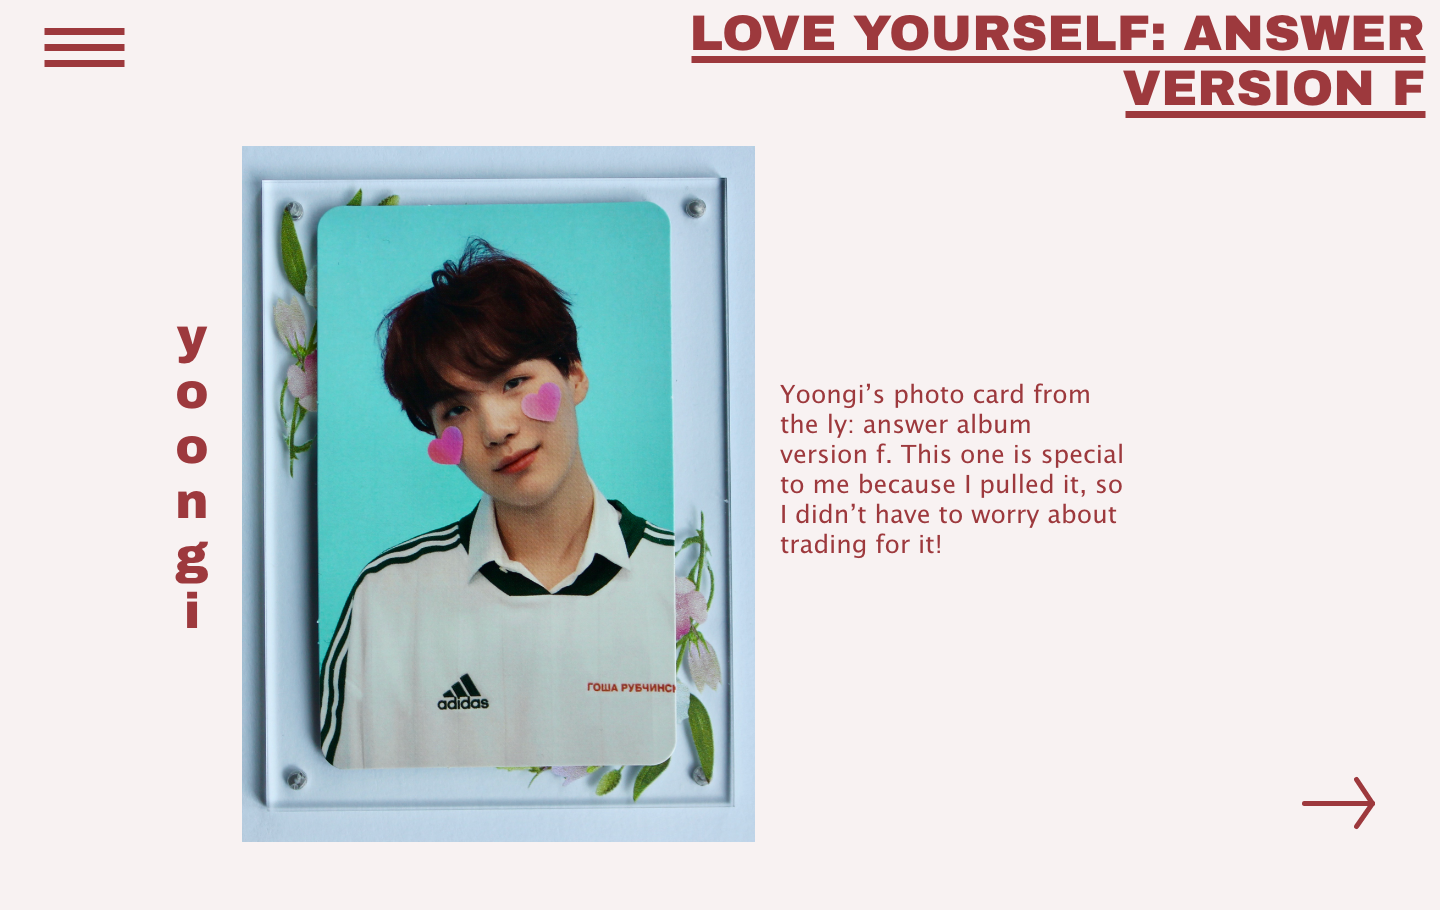 LOVE YOURSELF: ANSWER
VERSION F
yoongi
Yoongi’s photo card from
the ly: answer album
version f. This one is special
to me because I pulled it, so
I didn’t have to worry about
trading for it!
adidas
ГОША РУБЧИНСК